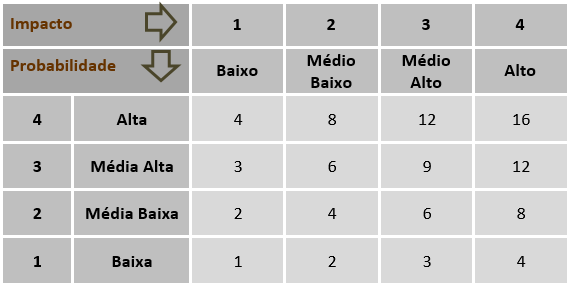 Impacto 1 2 3 4
Probabilidade Baixo Médio Baixo Médio Alto Alto
4 Alta 4 8 12 16
3 Média Alta 3 6 9 12
2 Média Baixa 2 4 6 8
1 Baixa 1 2 3 4